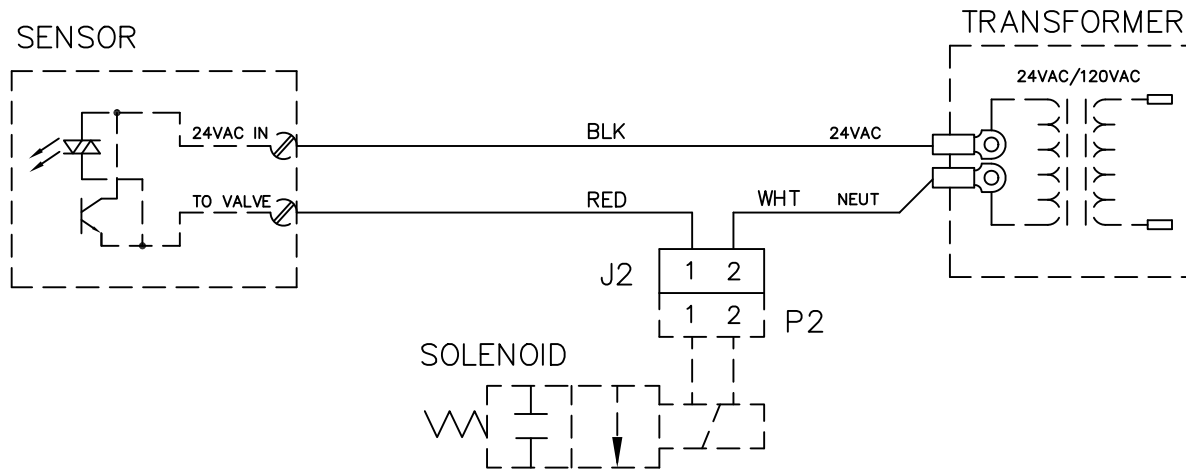 SENSOR
TRANSFORMER
24VAC/120VAC
24VAC IN
BLK
24VAC
TO VALVE
RED
WHT
NEUT
J2
1 2
1 2
P2
SOLENOID